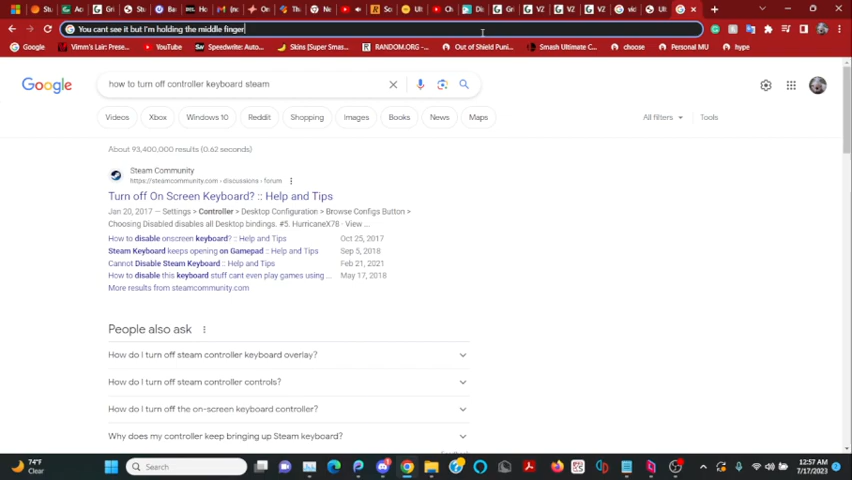 You cant see it but I'm holding the middle finger
Google
Vimm's Lair: Prese...
YouTube
Speedwrite: Auto-...
Skins [Super Smas...
RANDOM.ORG -...
Out of Shield Puni...
Smash Ultimate C...
choose
Personal MU
hype
Google
how to turn off controller keyboard steam
Videos
Xbox
Windows 10
Reddit
Shopping
Images
Books
News
Maps
All filters
Tools
About 93,400,000 results (0.62 seconds)
Steam Community
https://steamcommunity.com › discussions › forum
Turn off On Screen Keyboard? :: Help and Tips
Jan 20, 2017 — Settings > Controller > Desktop Configuration > Browse Configs Button >
Choosing Disabled disables all Desktop bindings. #5. HurricaneX78 · View ...
How to disable onscreen keyboard? :: Help and Tips Oct 25, 2017
Steam Keyboard keeps opening on Gamepad :: Help and Tips Sep 5, 2018
Cannot Disable Steam Keyboard :: Help and Tips Feb 21, 2021
How to disable this keyboard stuff cant even play games using ... May 17, 2018
More results from steamcommunity.com
People also ask
How do I turn off steam controller keyboard overlay?
How do I turn off steam controller controls?
How do I turn off the on-screen keyboard controller?
Why does my controller keep bringing up Steam keyboard?
74°F
Clear
Search
12:57 AM
7/17/2023